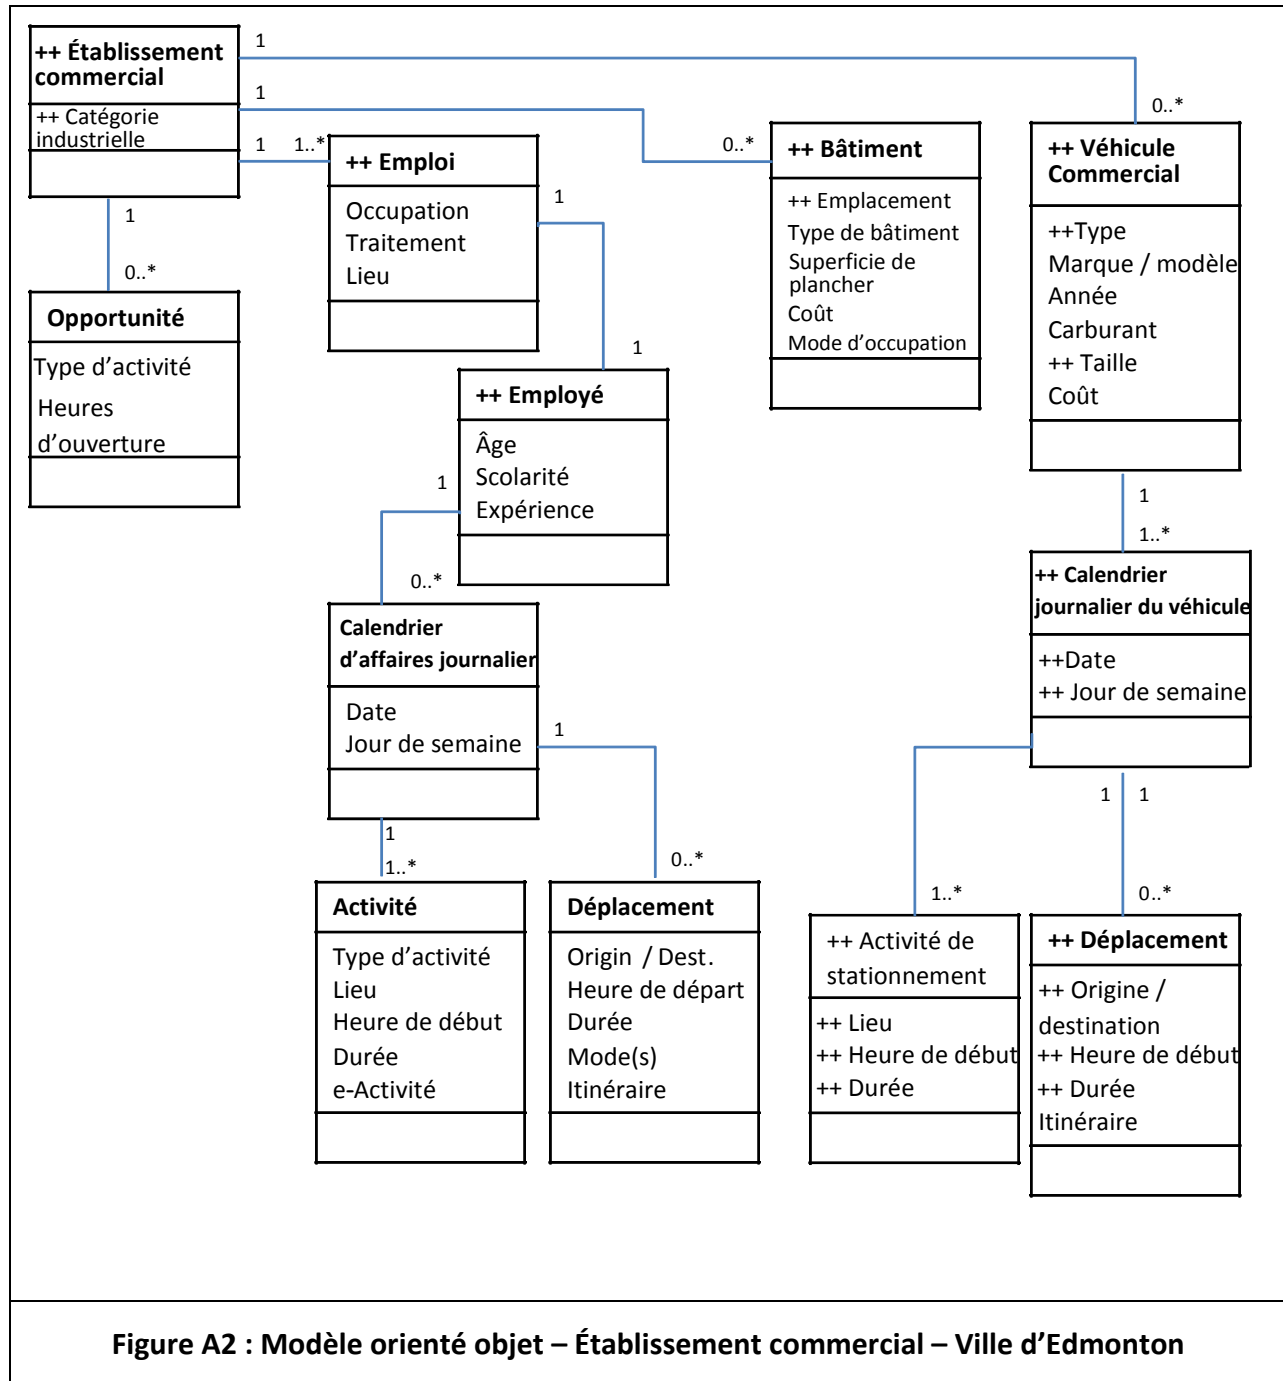 ++ Établissement
commercial
++ Catégorie
industrielle
1
1
1
1..*
0..*
0..*
1
0..*
++ Emploi
Occupation
Traitement
Lieu
1
1
++ Bâtiment
++ Emplacement
Type de bâtiment
Superficie de
plancher
Coût
Mode d'occupation
++ Véhicule
Commercial
++Type
Marque / modèle
Année
Carburant
++ Taille
Coût
Opportunité
Type d'activité
Heures
d'ouverture
++ Employé
Âge
Scolarité
Expérience
1
0..*
1
1..*
Calendrier
d'affaires journalier
Date
Jour de semaine
1
1
1..*
0..*
++ Calendrier
journalier du véhicule
++Date
++ Jour de semaine
1 1
1..*
0..*
Activité
Type d'activité
Lieu
Heure de début
Durée
e-Activité
Déplacement
Origin / Dest.
Heure de départ
Durée
Mode(s)
Itinéraire
++ Activité de
stationnement
++ Lieu
++ Heure de début
++ Durée
++ Déplacement
++ Origine /
destination
++ Heure de début
++ Durée
Itinéraire
Figure A2 : Modèle orienté objet – Établissement commercial – Ville d'Edmonton